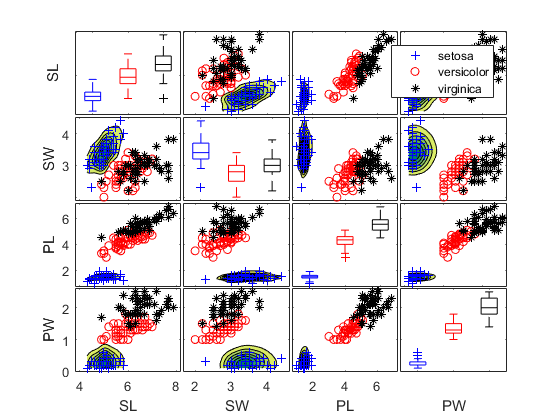 SL
setosa
versicolor
virginica
SW
4
3
PL
6
4
2
PW
2
1
0
4 6 8
2 3 4
2 4 6
SL SW PL PW